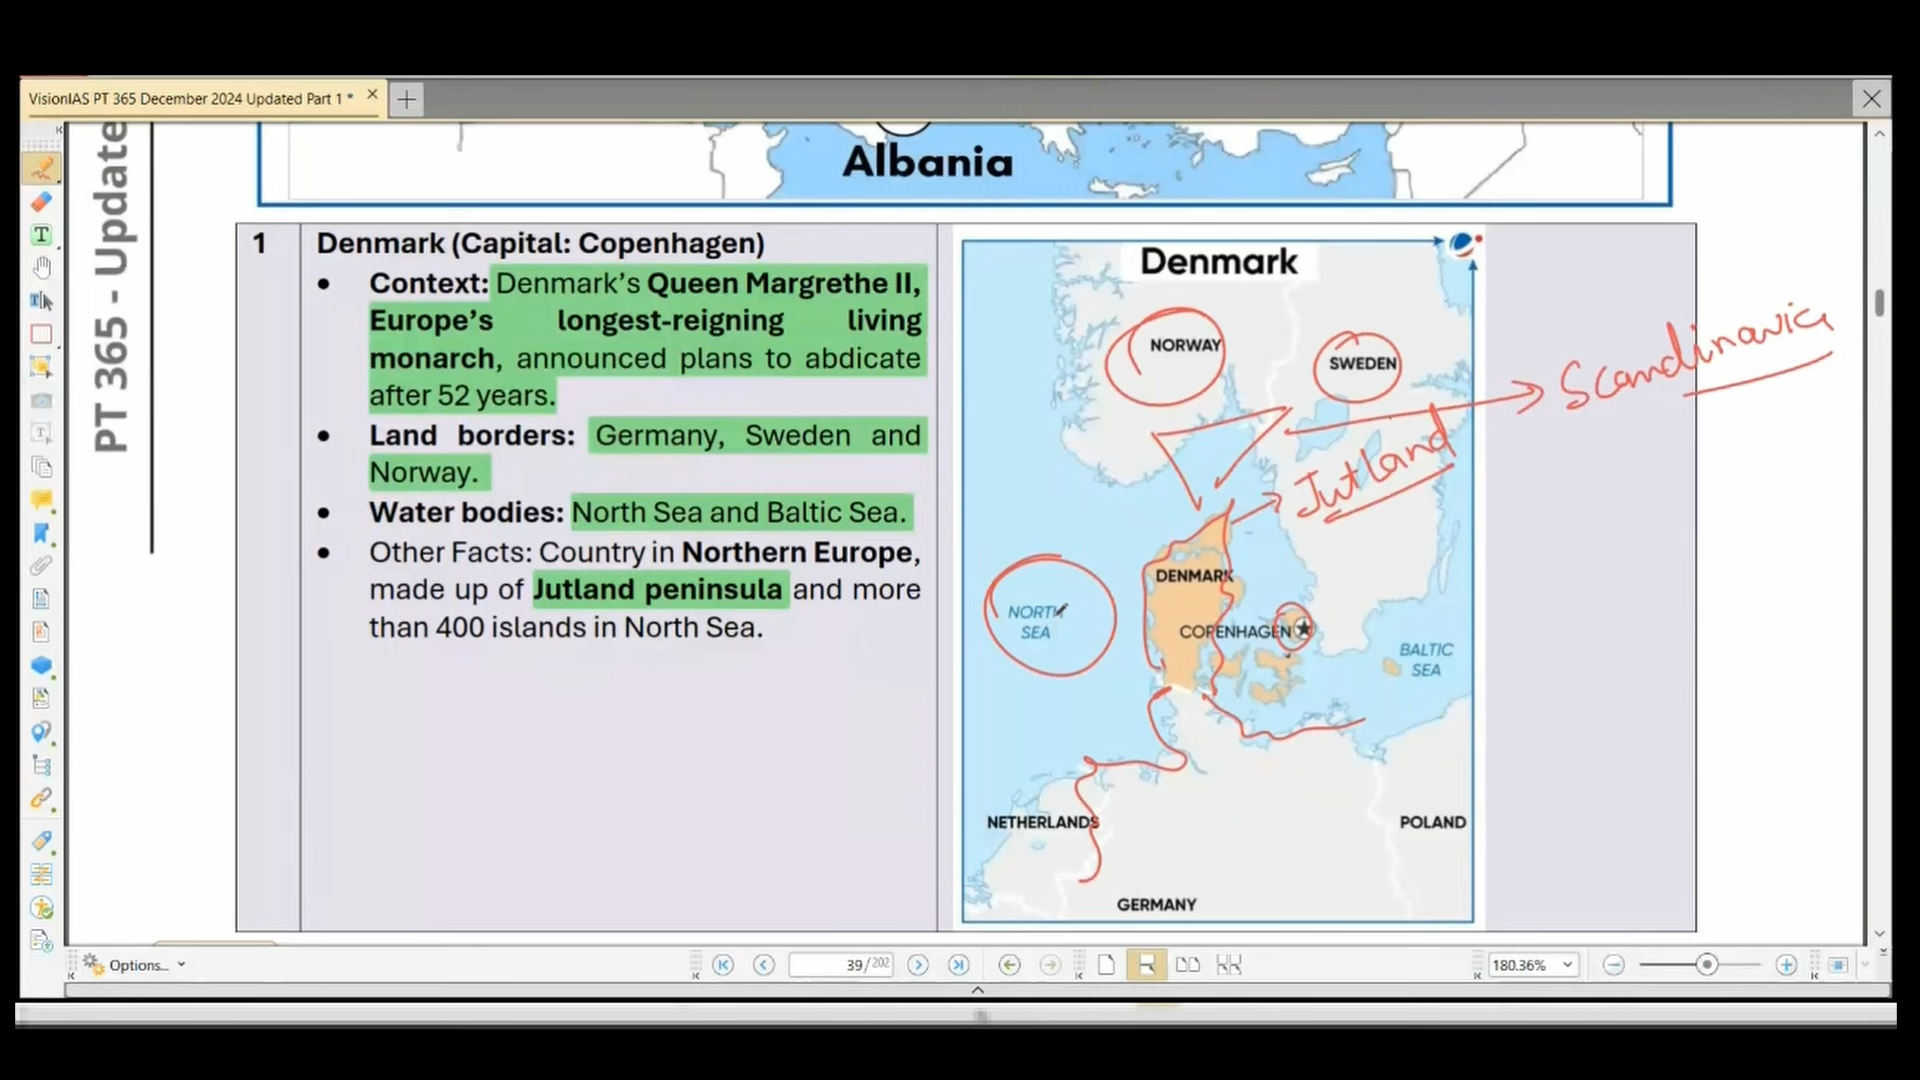 VisionIAS PT 365 December 2024 Updated Part 1 *
PT 365 - Update
Albania
1
Denmark (Capital: Copenhagen)
• Context: Denmark’s Queen Margrethe II,
Europe’s longest-reigning living
monarch, announced plans to abdicate
after 52 years.
• Land borders: Germany, Sweden and
Norway.
• Water bodies: North Sea and Baltic Sea.
• Other Facts: Country in Northern Europe,
made up of Jutland peninsula and more
than 400 islands in North Sea.
Denmark
NORWAY
SWEDEN
Scandinavia
Jutland
DENMARK
NORTH
SEA
COPENHAGEN
BALTIC
SEA
NETHERLANDS
POLAND
GERMANY
Options...
39 / 202
180.36%